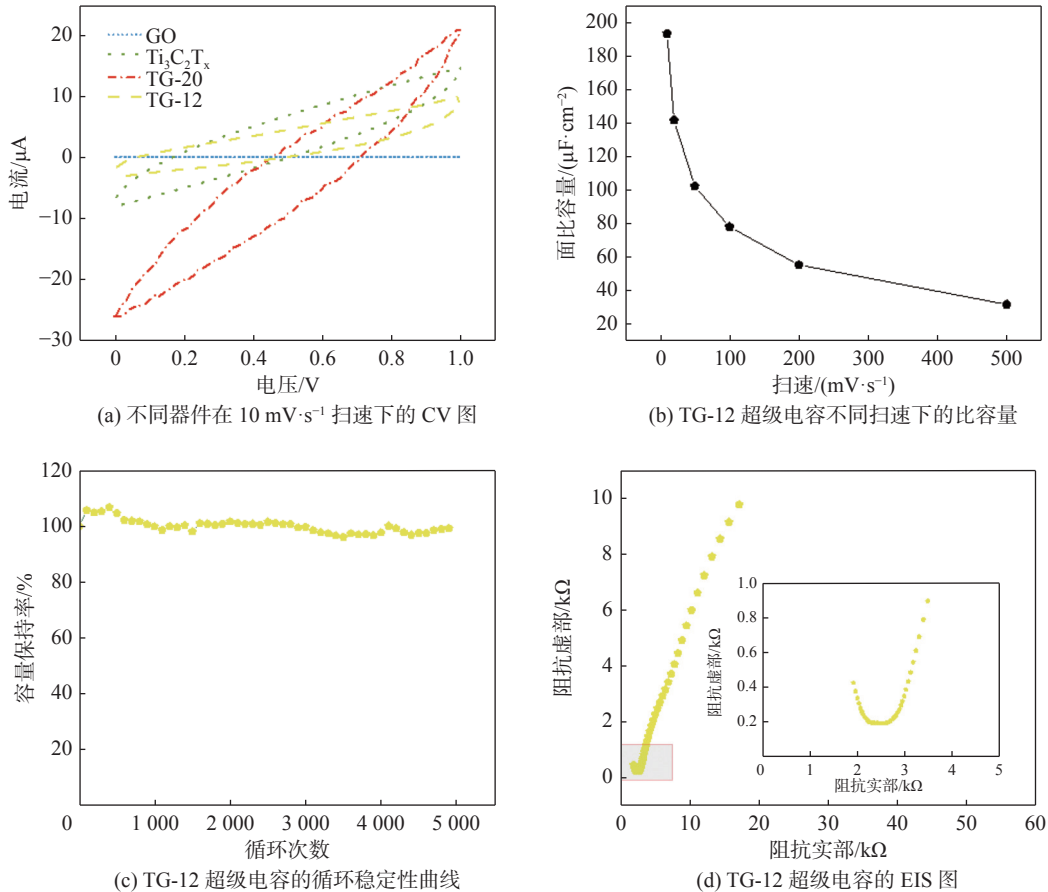 20
10
0
−10
−20
−30
电流/μA
GO
Ti₃C₂Tₓ
TG-20
TG-12
0 0.2 0.4 0.6 0.8 1.0
电压/V
(a) 不同器件在 10 mV·s⁻¹ 扫速下的 CV 图
200
180
160
140
120
100
80
60
40
20
面比容量/(μF·cm⁻²)
0 100 200 300 400 500
扫速/(mV·s⁻¹)
(b) TG-12 超级电容不同扫速下的比容量
120
100
80
60
40
20
容量保持率/%
0 1 000 2 000 3 000 4 000 5 000
循环次数
(c) TG-12 超级电容的循环稳定性曲线
10
8
6
4
2
0
阻抗虚部/kΩ
1.0
0.8
0.6
0.4
0.2
阻抗虚部/kΩ
0 1 2 3 4 5
阻抗实部/kΩ
0 10 20 30 40 50 60
阻抗实部/kΩ
(d) TG-12 超级电容的 EIS 图